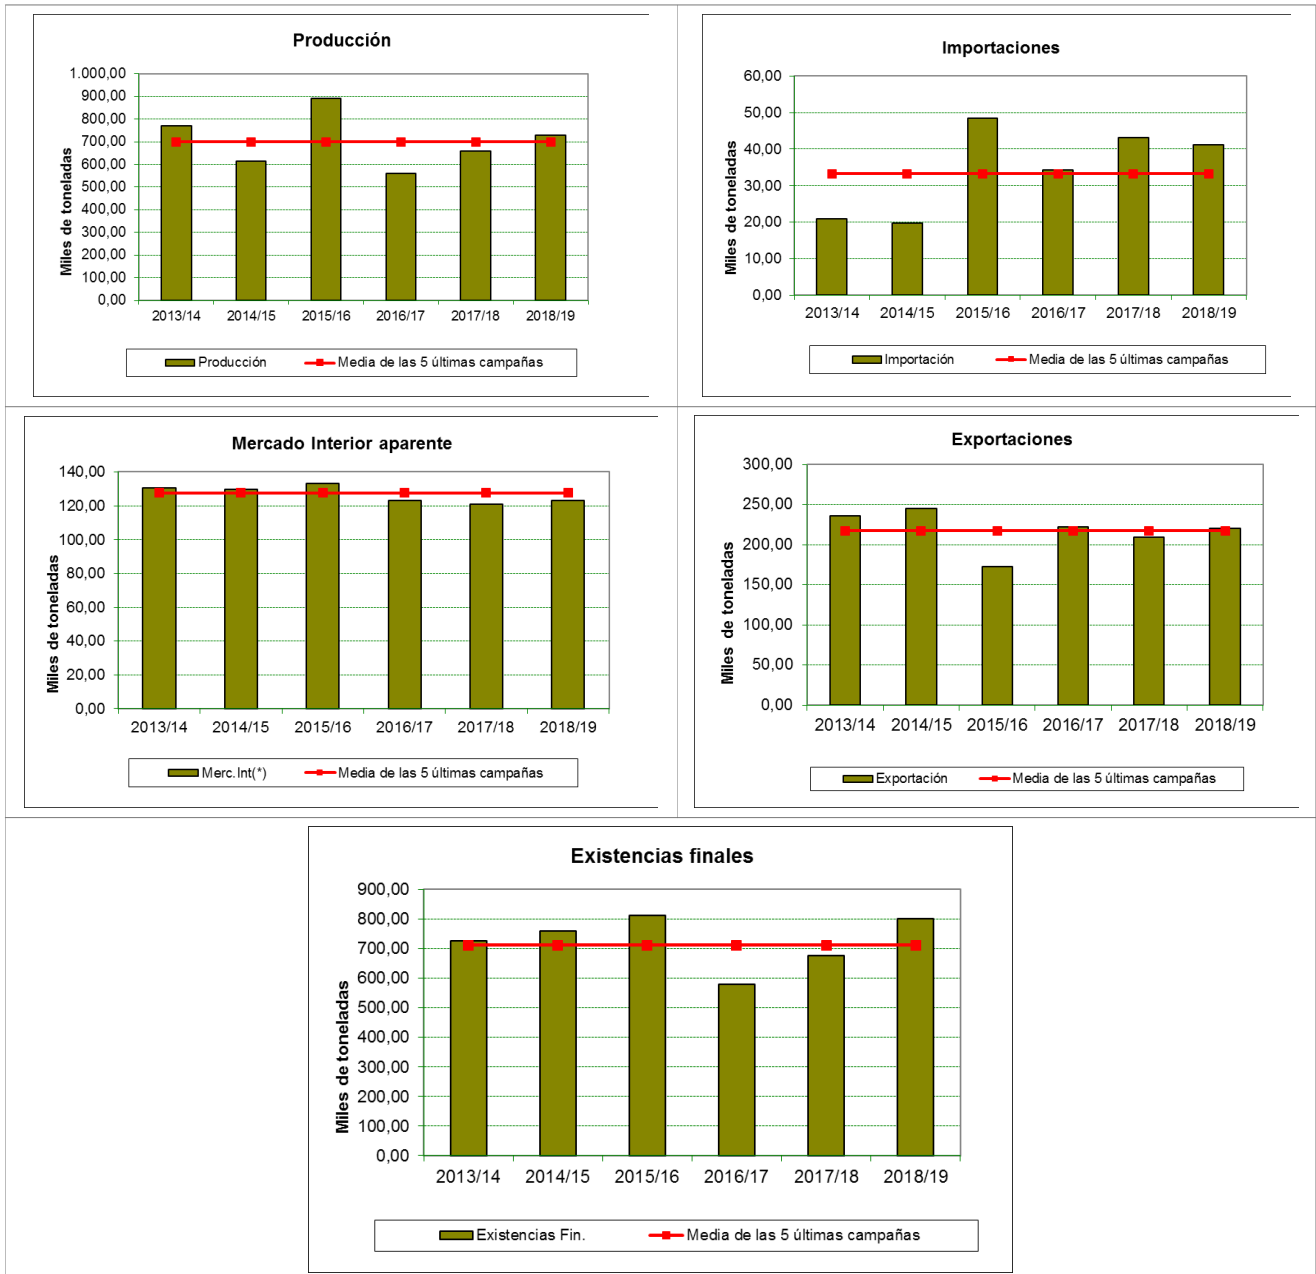 Producción
Miles de toneladas
1.000,00
900,00
800,00
700,00
600,00
500,00
400,00
300,00
200,00
100,00
0,00
2013/14 2014/15 2015/16 2016/17 2017/18 2018/19
Producción Media de las 5 últimas campañas
Importaciones
Miles de toneladas
60,00
50,00
40,00
30,00
20,00
10,00
0,00
2013/14 2014/15 2015/16 2016/17 2017/18 2018/19
Importación Media de las 5 últimas campañas
Mercado Interior aparente
Miles de toneladas
140,00
120,00
100,00
80,00
60,00
40,00
20,00
0,00
2013/14 2014/15 2015/16 2016/17 2017/18 2018/19
Merc.Int(*) Media de las 5 últimas campañas
Exportaciones
Miles de toneladas
300,00
250,00
200,00
150,00
100,00
50,00
0,00
2013/14 2014/15 2015/16 2016/17 2017/18 2018/19
Exportación Media de las 5 últimas campañas
Existencias finales
Miles de toneladas
900,00
800,00
700,00
600,00
500,00
400,00
300,00
200,00
100,00
0,00
2013/14 2014/15 2015/16 2016/17 2017/18 2018/19
Existencias Fin. Media de las 5 últimas campañas